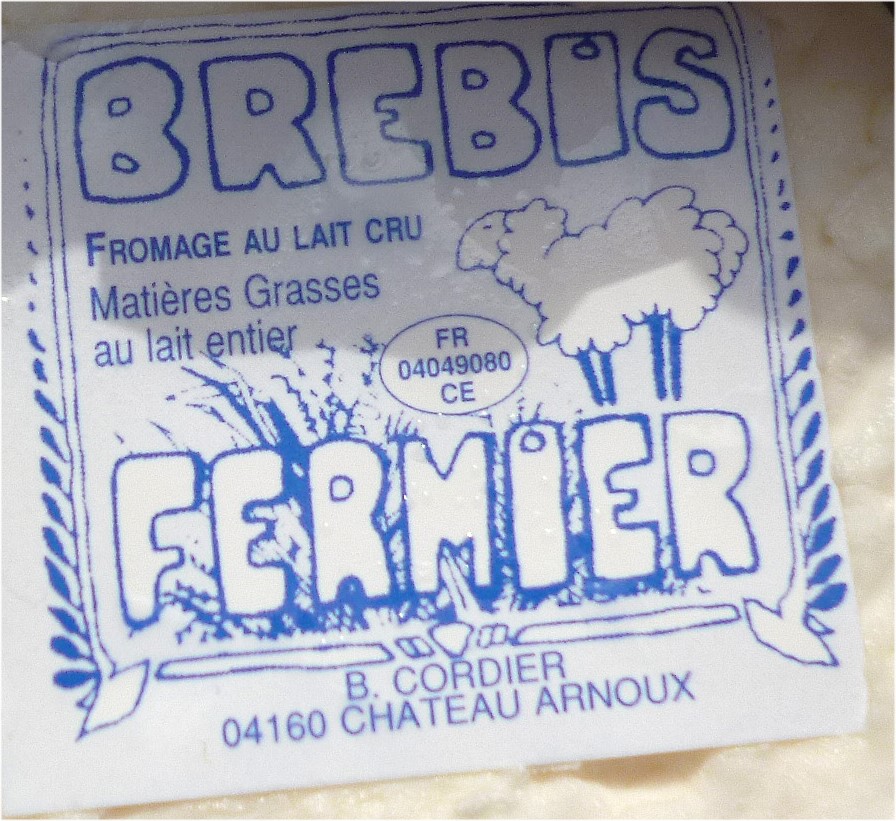 BREBIS
FROMAGE AU LAIT CRU
Matières Grasses
au lait entier
FR
04049080
CE
FERMIER
B. CORDIER
04160 CHATEAU ARNOUX